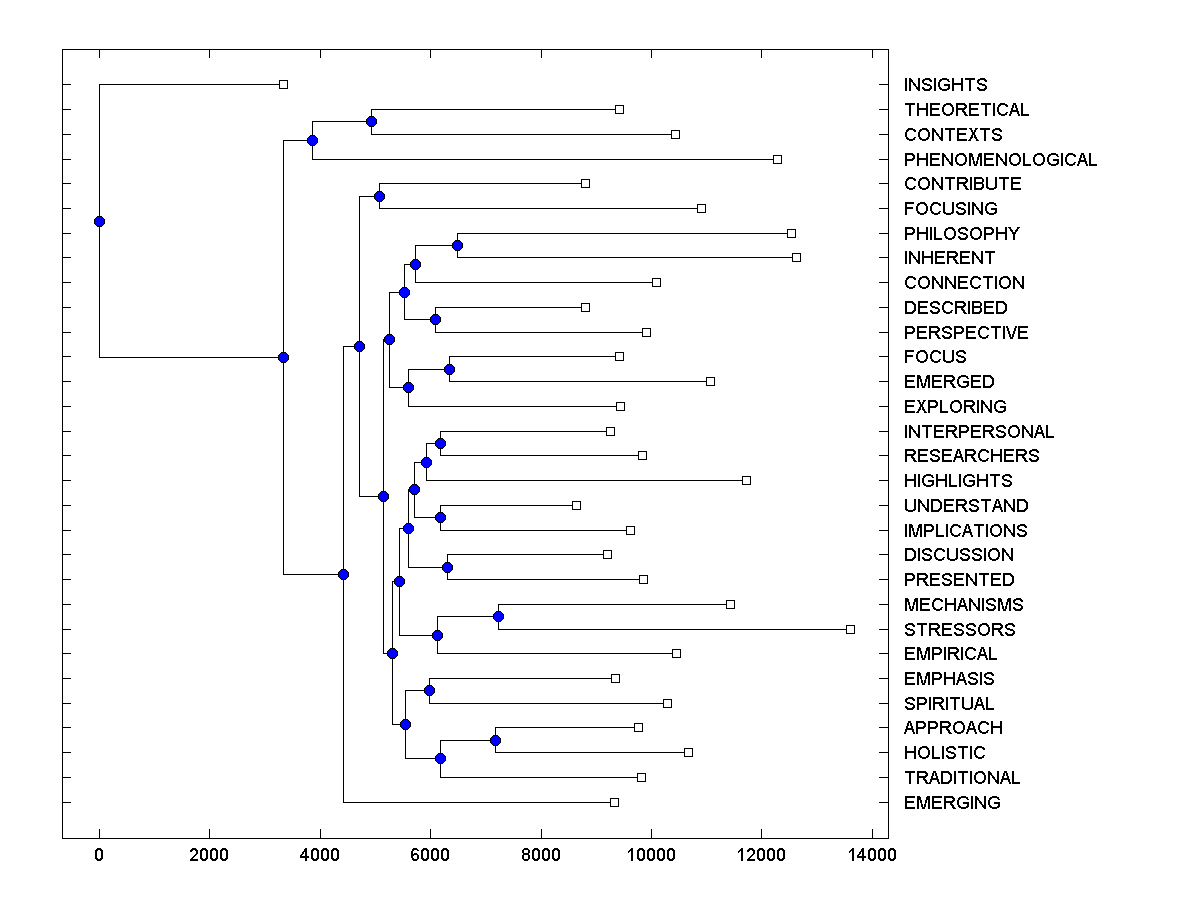 INSIGHTS
THEORETICAL
CONTEXTS
PHENOMENOLOGICAL
CONTRIBUTE
FOCUSING
PHILOSOPHY
INHERENT
CONNECTION
DESCRIBED
PERSPECTIVE
FOCUS
EMERGED
EXPLORING
INTERPERSONAL
RESEARCHERS
HIGHLIGHTS
UNDERSTAND
IMPLICATIONS
DISCUSSION
PRESENTED
MECHANISMS
STRESSORS
EMPIRICAL
EMPHASIS
SPIRITUAL
APPROACH
HOLISTIC
TRADITIONAL
EMERGING
0 2000 4000 6000 8000 10000 12000 14000